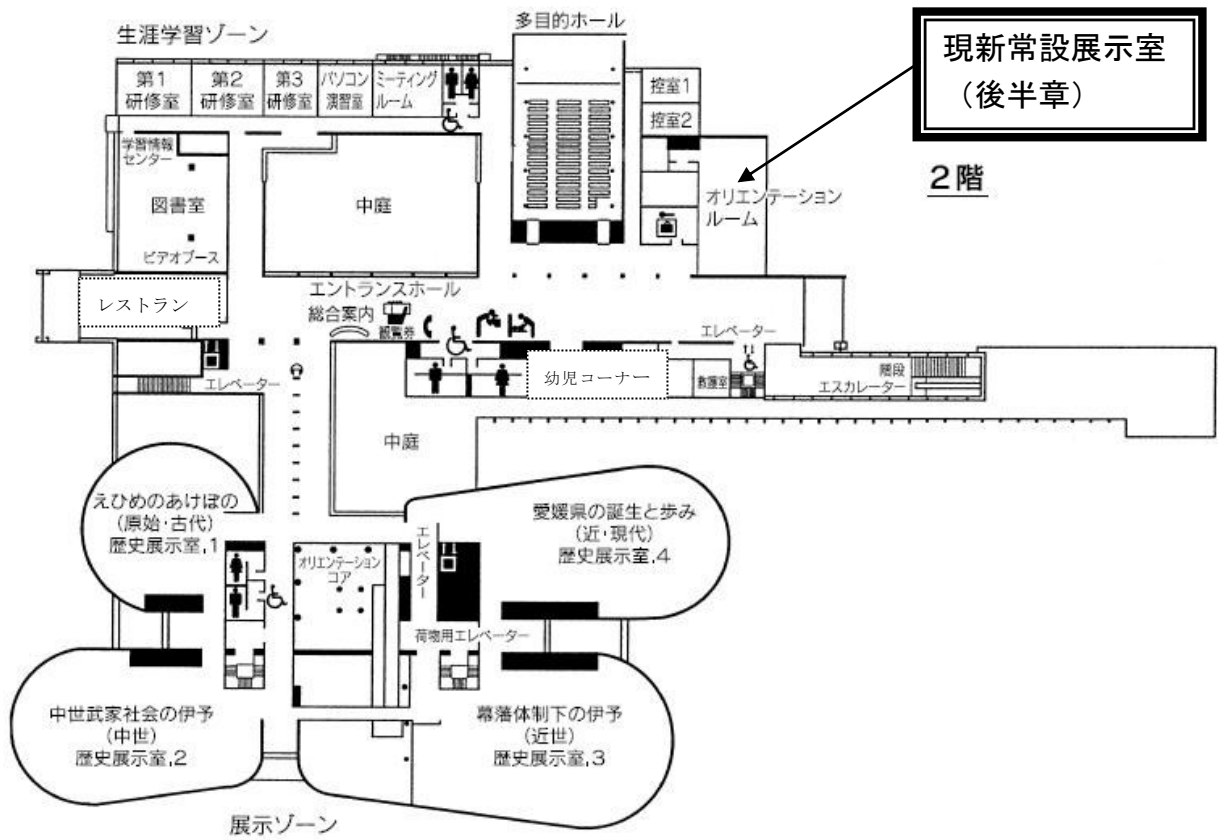 生涯学習ゾーン
多目的ホール
現新常設展示室
(後半章)
2階
第1
研修室
第2
研修室
第3
研修室
パソコン
演習室
ミーティング
ルーム
控室1
控室2
学習情報
センター
図書室
ビデオブース
中庭
オリエンテーション
ルーム
レストラン
エントランスホール
総合案内
観覧券
エレベーター
幼児コーナー
救護室
エレベーター
階段
エスカレーター
中庭
えひめのあけぼの
(原始・古代)
歴史展示室,1
愛媛県の誕生と歩み
(近・現代)
歴史展示室,4
オリエンテーション
コア
エレベーター
荷物用エレベーター
中世武家社会の伊予
(中世)
歴史展示室,2
幕藩体制下の伊予
(近世)
歴史展示室,3
展示ゾーン